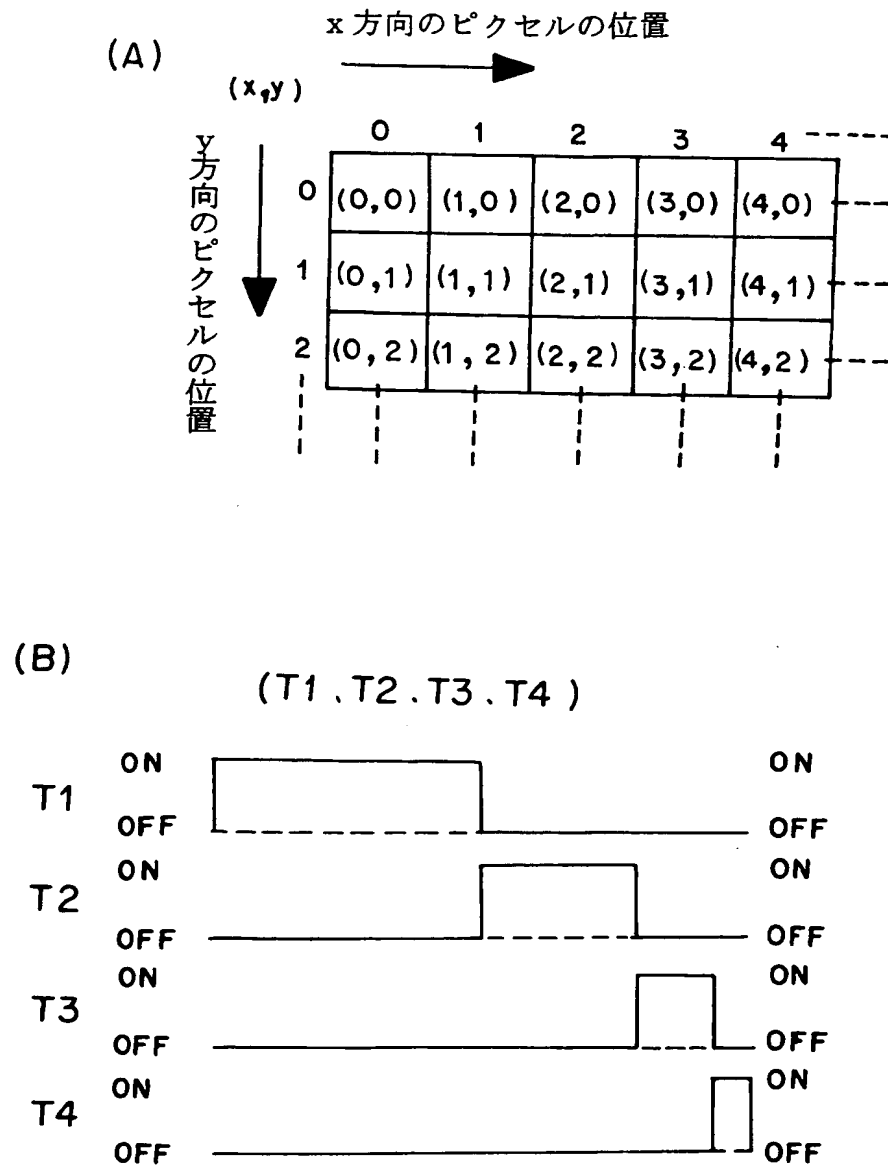 (A)
x方向のピクセルの位置
(x,y)
y方向のピクセルの位置
0 1 2 3 4
0 (0,0) (1,0) (2,0) (3,0) (4,0)
1 (0,1) (1,1) (2,1) (3,1) (4,1)
2 (0,2) (1,2) (2,2) (3,2) (4,2)
(B)
(T1.T2.T3.T4)
ON ON
T1
OFF OFF
ON ON
T2
OFF OFF
ON ON
T3
OFF OFF
ON ON
T4
OFF OFF